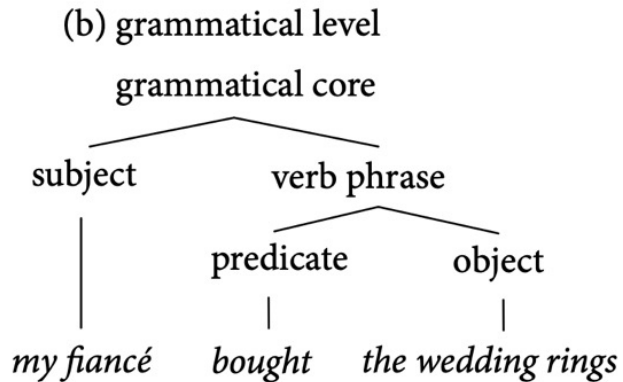 (b) grammatical level
grammatical core
subject verb phrase
predicate object
my fiancé bought the wedding rings